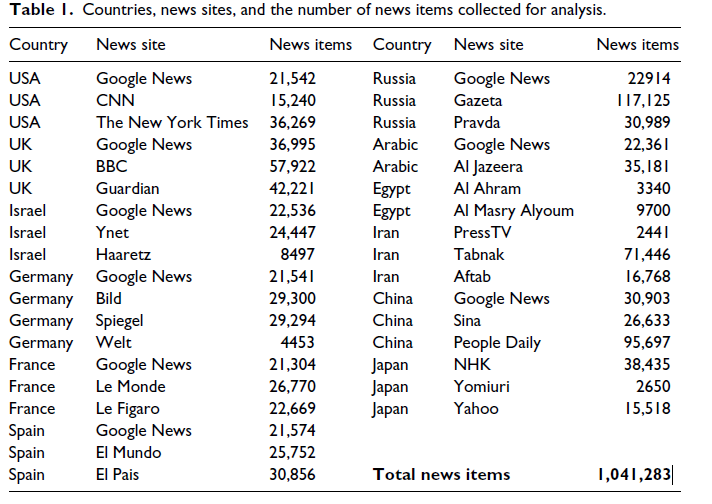 Table 1. Countries, news sites, and the number of news items collected for analysis.
Country News site News items Country News site News items
USA Google News 21,542 Russia Google News 22914
USA CNN 15,240 Russia Gazeta 117,125
USA The New York Times 36,269 Russia Pravda 30,989
UK Google News 36,995 Arabic Google News 22,361
UK BBC 57,922 Arabic Al Jazeera 35,181
UK Guardian 42,221 Egypt Al Ahram 3340
Israel Google News 22,536 Egypt Al Masry Alyoum 9700
Israel Ynet 24,447 Iran PressTV 2441
Israel Haaretz 8497 Iran Tabnak 71,446
Germany Google News 21,541 Iran Aftab 16,768
Germany Bild 29,300 China Google News 30,903
Germany Spiegel 29,294 China Sina 26,633
Germany Welt 4453 China People Daily 95,697
France Google News 21,304 Japan NHK 38,435
France Le Monde 26,770 Japan Yomiuri 2650
France Le Figaro 22,669 Japan Yahoo 15,518
Spain Google News 21,574
Spain El Mundo 25,752
Spain El Pais 30,856 Total news items 1,041,283